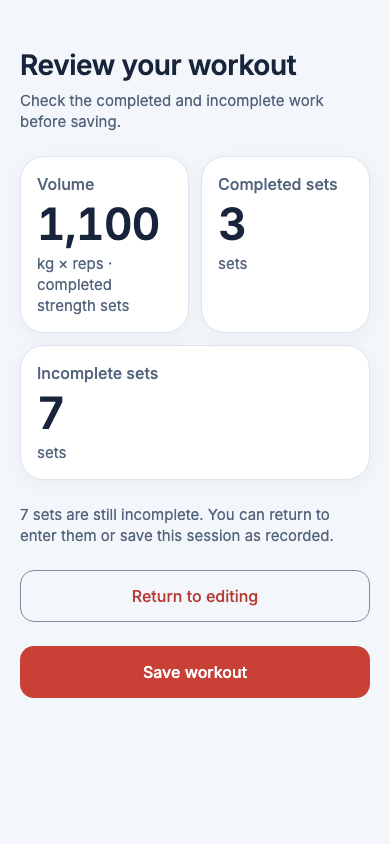 Review your workout
Check the completed and incomplete work
before saving.
Volume
1,100
kg × reps ·
completed
strength sets
Completed sets
3
sets
Incomplete sets
7
sets
7 sets are still incomplete. You can return to
enter them or save this session as recorded.
Return to editing
Save workout